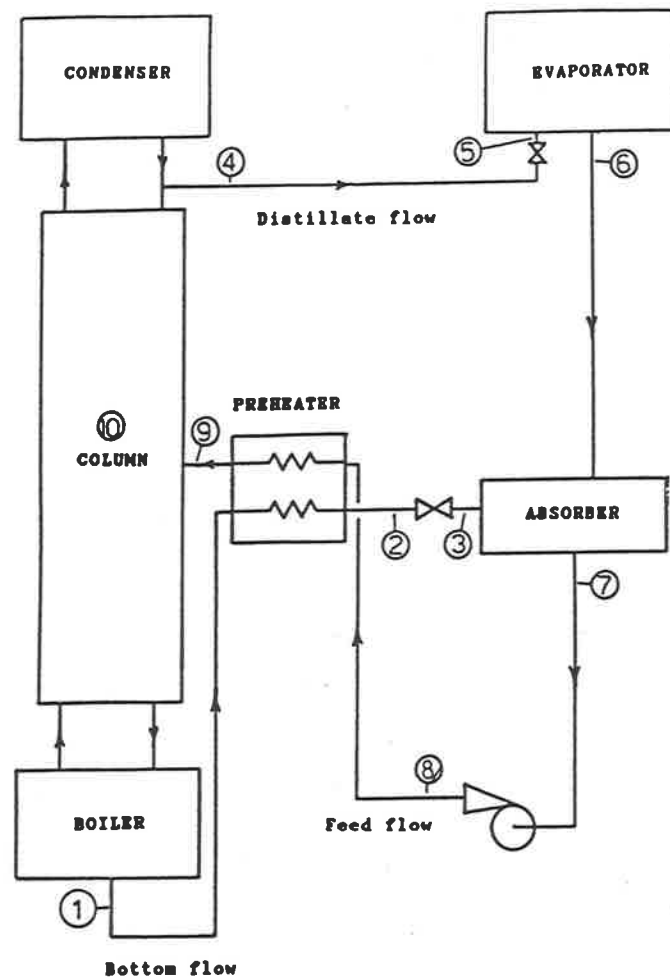 CONDENSER
EVAPORATOR
5
4
6
Distillate flow
PREHEATER
10
9
COLUMN
ABSORBER
2
3
7
8
BOILER
Feed flow
1
Bottom flow